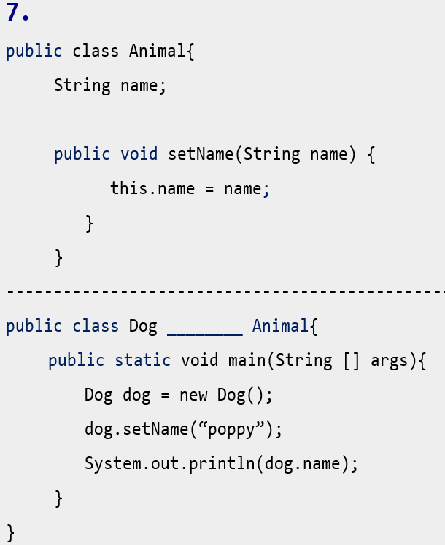 7.
public class Animal{
String name;
public void setName(String name) {
this.name = name;
}
}
--------------------------------------------
public class Dog ________ Animal{
public static void main(String [] args){
Dog dog = new Dog();
dog.setName(“poppy”);
System.out.println(dog.name);
}
}